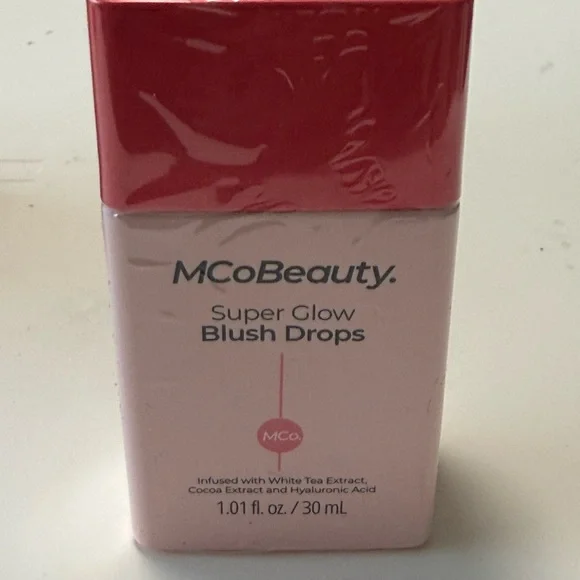 MCoBeauty.
Super Glow
Blush Drops
MCo.
Infused with White Tea Extract,
Cocoa Extract and Hyaluronic Acid
1.01 fl. oz. / 30 mL